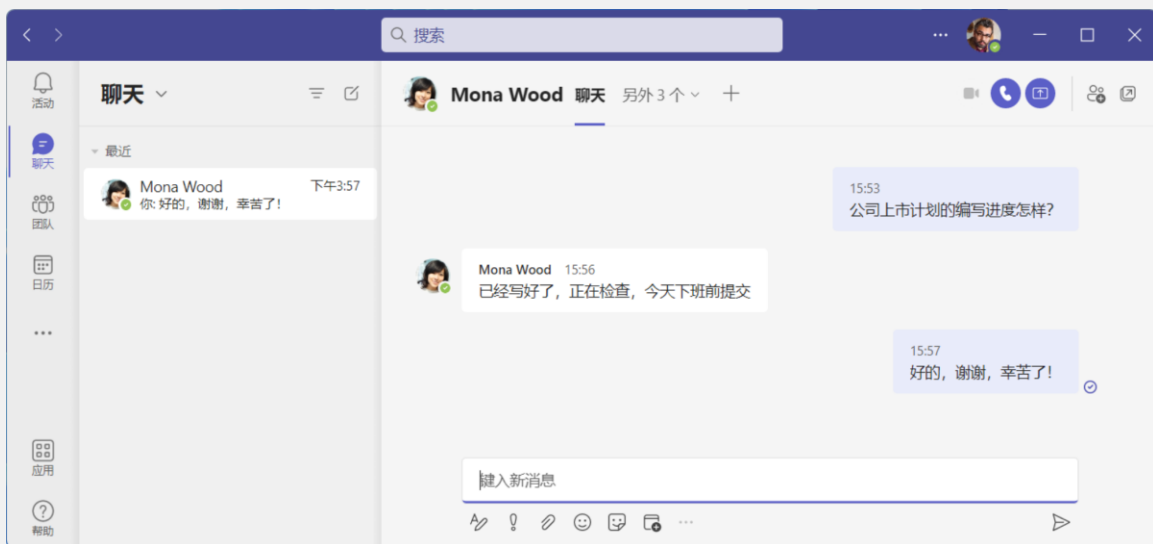 搜索
活动
聊天
团队
日历
应用
帮助
聊天
最近
Mona Wood 下午3:57
你: 好的，谢谢，幸苦了！
Mona Wood 聊天 另外 3 个
15:53
公司上市计划的编写进度怎样？
Mona Wood 15:56
已经写好了，正在检查，今天下班前提交
15:57
好的，谢谢，幸苦了！
键入新消息